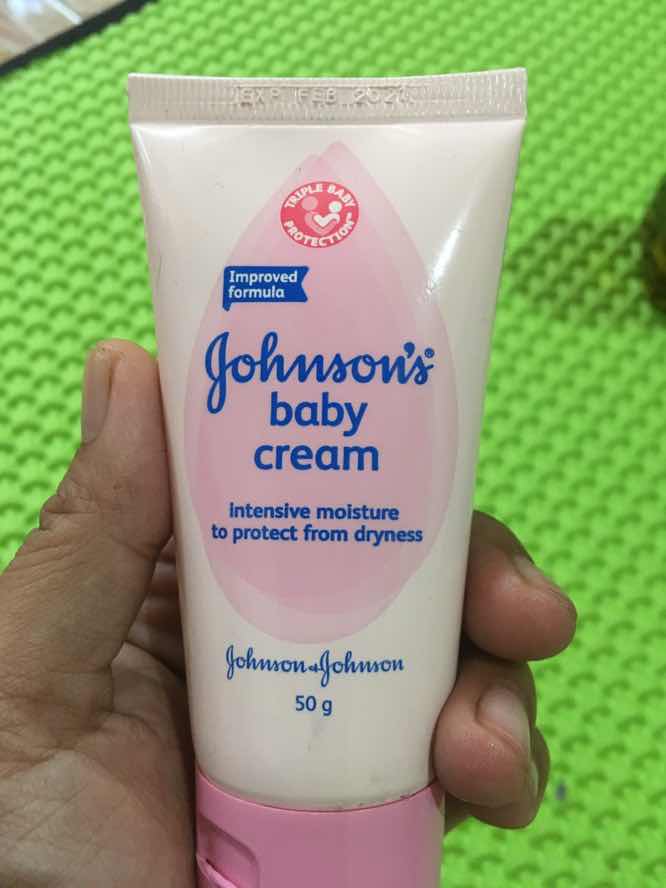 EXP FEB
TRIPLE BABY
PROTECTION
Improved
formula
Johnson's®
baby
cream
intensive moisture
to protect from dryness
Johnson & Johnson
50 g